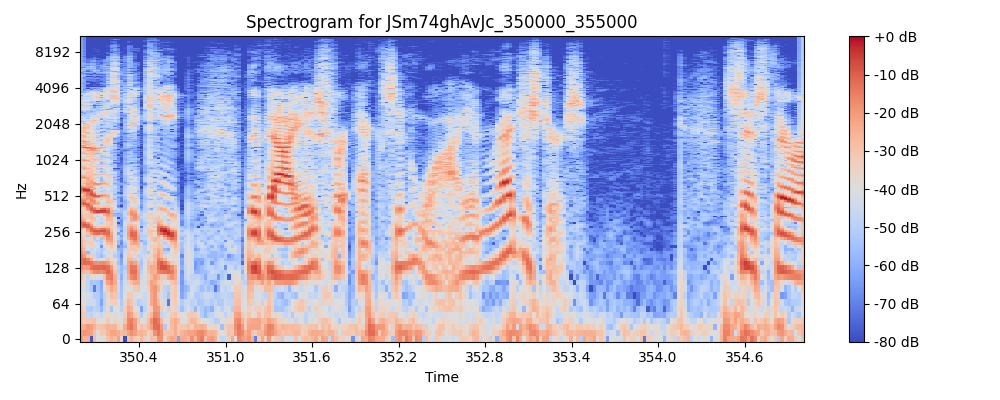 Spectrogram for JSm74ghAvJc_350000_355000
8192
4096
2048
1024
512
256
128
64
0
Hz
350.4 351.0 351.6 352.2 352.8 353.4 354.0 354.6
Time
+0 dB
-10 dB
-20 dB
-30 dB
-40 dB
-50 dB
-60 dB
-70 dB
-80 dB